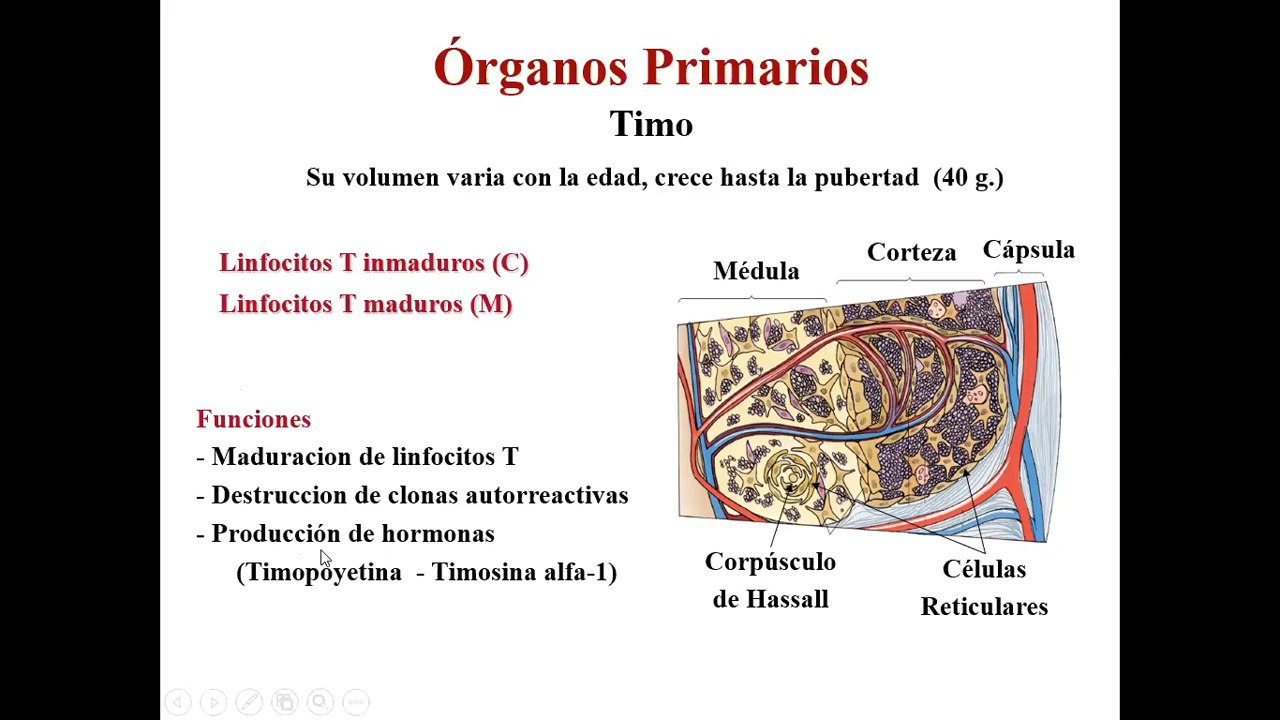 Órganos Primarios
Timo
Su volumen varia con la edad, crece hasta la pubertad (40 g.)
Linfocitos T inmaduros (C)
Linfocitos T maduros (M)
Funciones
- Maduracion de linfocitos T
- Destruccion de clonas autorreactivas
- Producción de hormonas
(Timopoyetina - Timosina alfa-1)
Médula
Corteza
Cápsula
Corpúsculo
de Hassall
Células
Reticulares